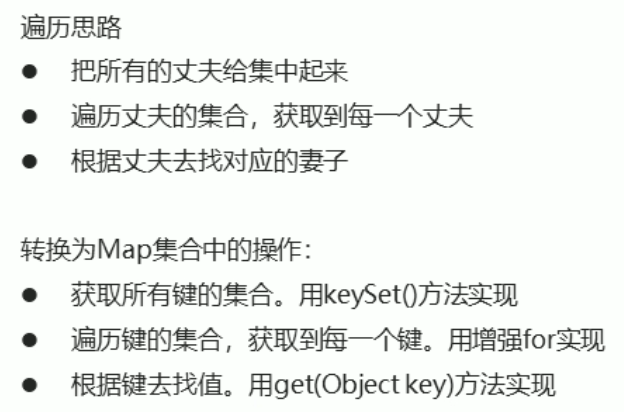 遍历思路
● 把所有的丈夫给集中起来
● 遍历丈夫的集合，获取到每一个丈夫
● 根据丈夫去找对应的妻子
转换为Map集合中的操作：
● 获取所有键的集合。用keySet()方法实现
● 遍历键的集合，获取到每一个键。用增强for实现
● 根据键去找值。用get(Object key)方法实现